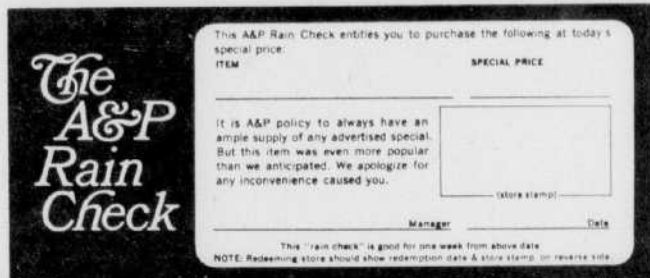 The
A&P
Rain
Check
This A&P Rain Check entitles you to purchase the following at today's
special price:
ITEM SPECIAL PRICE
It is A&P policy to always have an
ample supply of any advertised special.
But this item was even more popular
than we anticipated. We apologize for
any inconvenience caused you.
(store stamp)
Manager Date
This "rain check" is good for one week from above date
NOTE: Redeeming store should show redemption date & store stamp on reverse side